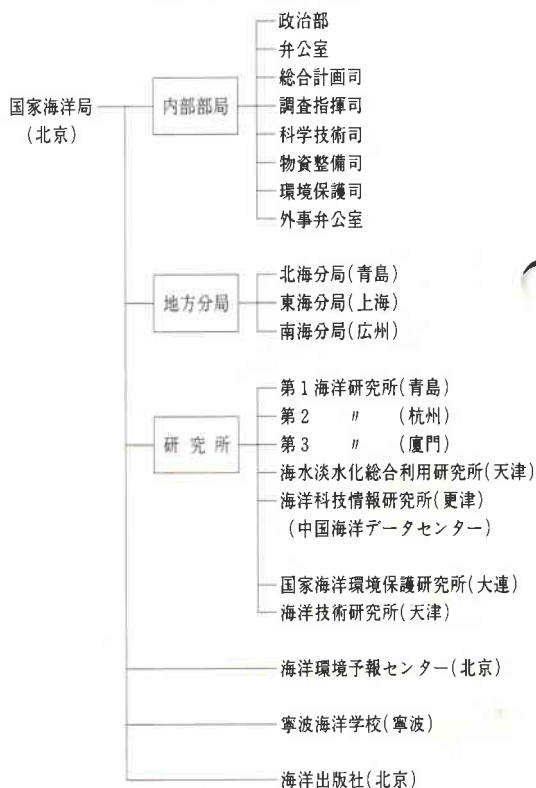 政治部
弁公室
総合計画司
国家海洋局
(北京)
内部部局
調査指揮司
科学技術司
物資整備司
環境保護司
外事弁公室
北海分局(青島)
地方分局
東海分局(上海)
南海分局(広州)
第1海洋研究所(青島)
第2 〃 (杭州)
研究所
第3 〃 (廈門)
海水淡水化総合利用研究所(天津)
海洋科技情報研究所(更津)
(中国海洋データセンター)
国家海洋環境保護研究所(大連)
海洋技術研究所(天津)
海洋環境予報センター(北京)
寧波海洋学校(寧波)
海洋出版社(北京)